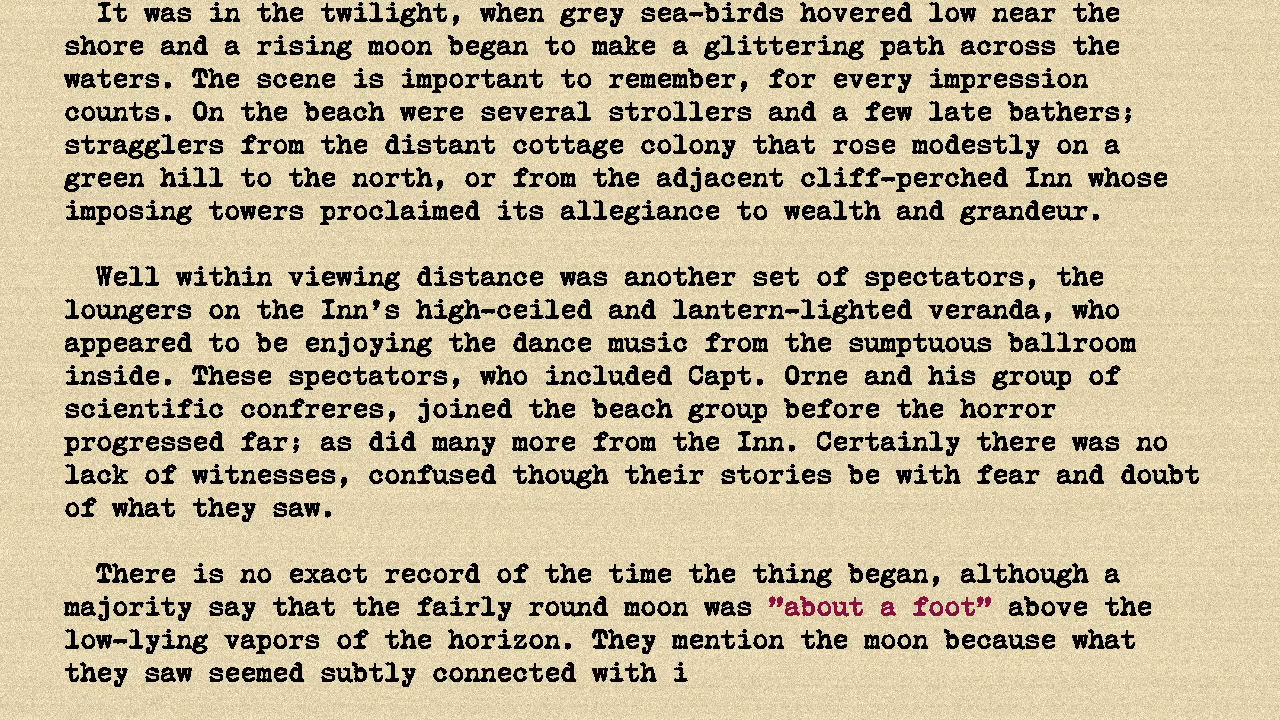 It was in the twilight, when grey sea-birds hovered low near the
shore and a rising moon began to make a glittering path across the
waters. The scene is important to remember, for every impression
counts. On the beach were several strollers and a few late bathers;
stragglers from the distant cottage colony that rose modestly on a
green hill to the north, or from the adjacent cliff-perched Inn whose
imposing towers proclaimed its allegiance to wealth and grandeur.
Well within viewing distance was another set of spectators, the
loungers on the Inn's high-ceiled and lantern-lighted veranda, who
appeared to be enjoying the dance music from the sumptuous ballroom
inside. These spectators, who included Capt. Orne and his group of
scientific confreres, joined the beach group before the horror
progressed far; as did many more from the Inn. Certainly there was no
lack of witnesses, confused though their stories be with fear and doubt
of what they saw.
There is no exact record of the time the thing began, although a
majority say that the fairly round moon was "about a foot" above the
low-lying vapors of the horizon. They mention the moon because what
they saw seemed subtly connected with i